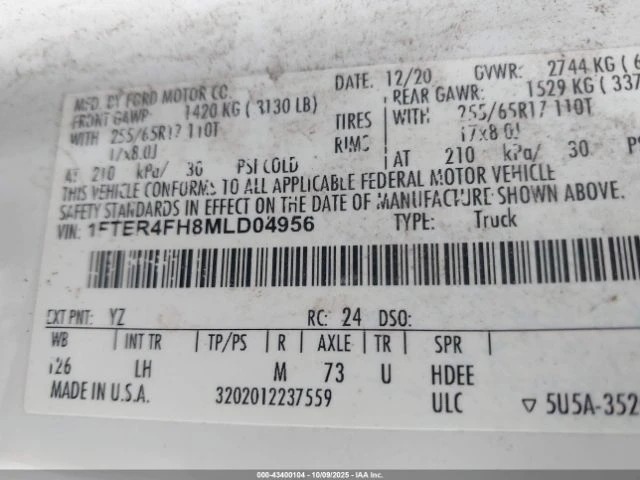 MFD. BY FORD MOTOR CO. DATE: 12/20 GVWR: 2744 KG (6
FRONT GAWR: 1420 KG (3130 LB) REAR GAWR: 1529 KG (337
WITH 255/65R17 110T TIRES WITH 255/65R17 110T
17x8.0J RIMS 17x8.0J
AT 210 kPa/ 30 PSI COLD AT 210 kPa/ 30 PS
THIS VEHICLE CONFORMS TO ALL APPLICABLE FEDERAL MOTOR VEHICLE
SAFETY STANDARDS IN EFFECT ON THE DATE OF MANUFACTURE SHOWN ABOVE.
VIN: 1FTER4FH8MLD04956 TYPE: Truck
EXT PNT: YZ RC: 24 DSO:
WB INT TR TP/PS R AXLE TR SPR
126 LH M 73 U HDEE
MADE IN U.S.A. 3202012237559 ULC ▽ 5U5A-352
000-43400104 | 10/09/2025 | IAA Inc.